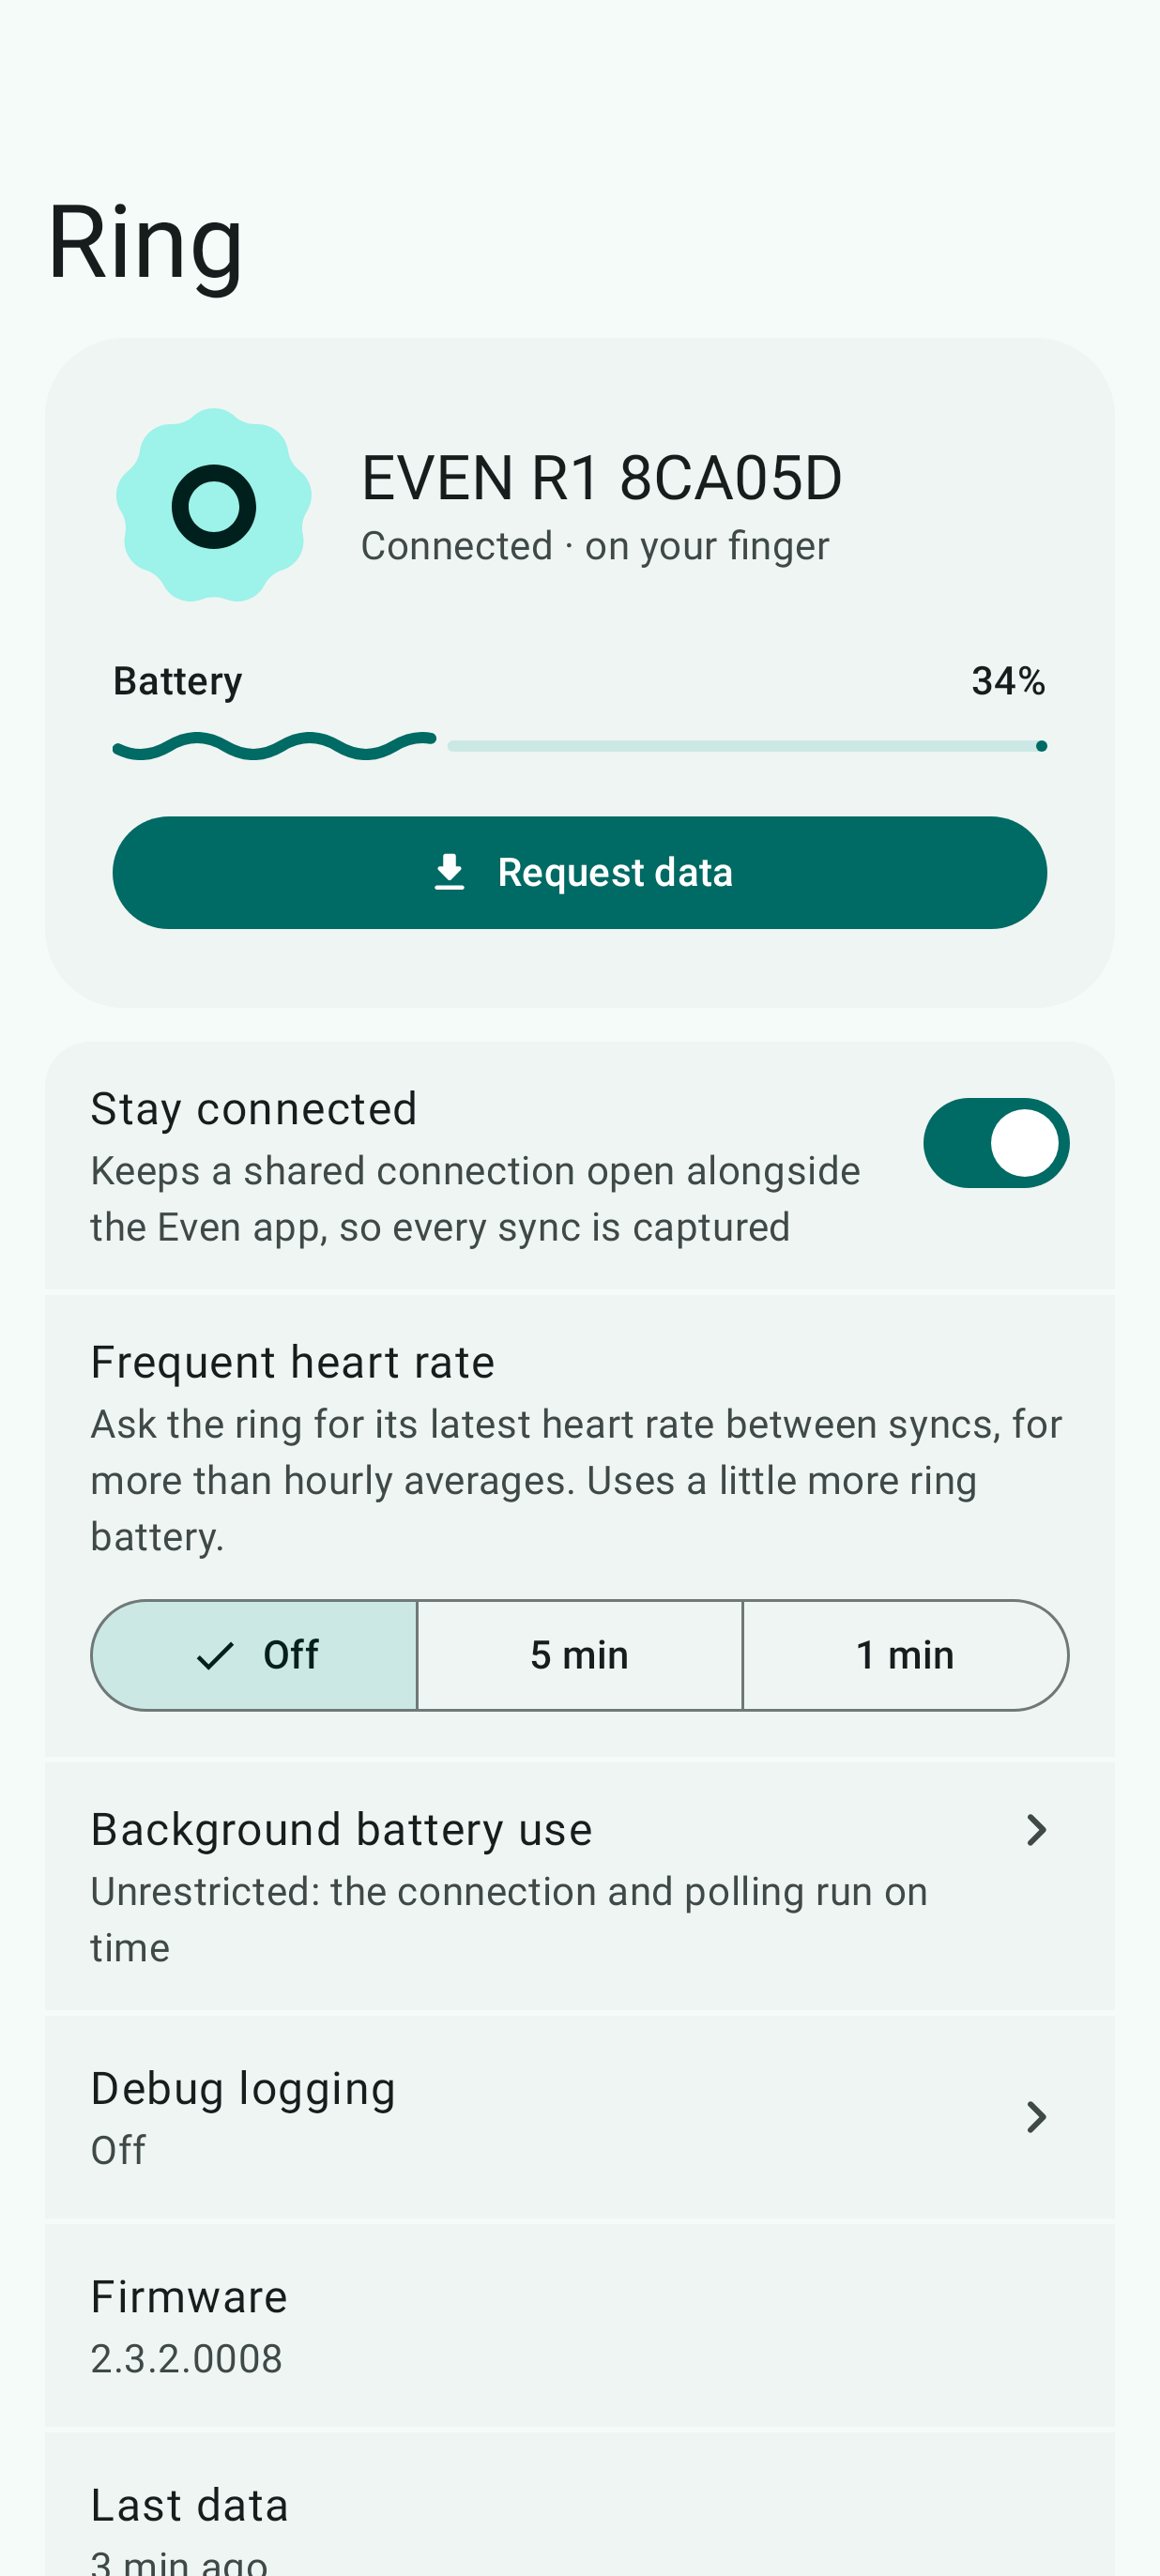 Ring
EVEN R1 8CA05D
Connected · on your finger
Battery
34%
Request data
Stay connected
Keeps a shared connection open alongside
the Even app, so every sync is captured
Frequent heart rate
Ask the ring for its latest heart rate between syncs, for
more than hourly averages. Uses a little more ring
battery.
Off
5 min
1 min
Background battery use
Unrestricted: the connection and polling run on
time
Debug logging
Off
Firmware
2.3.2.0008
Last data
3 min ago